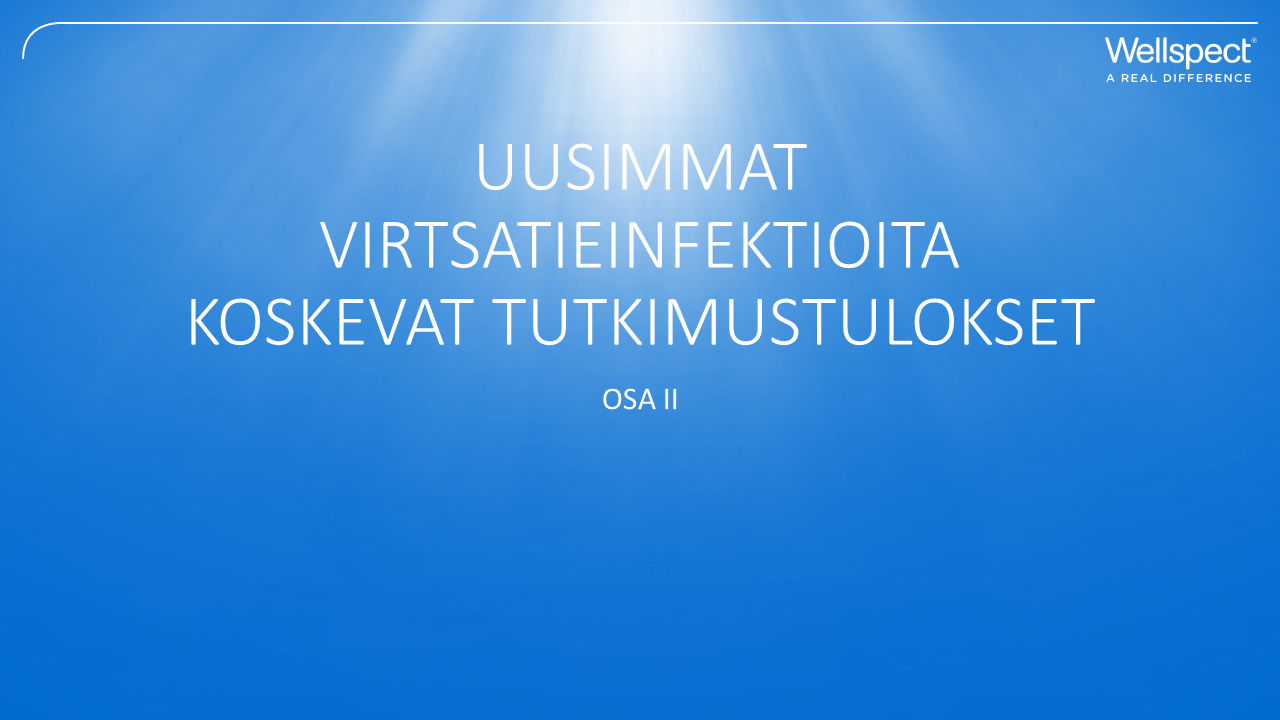 Wellspect®
A REAL DIFFERENCE
UUSIMMAT
VIRTSATIEINFEKTIOITA
KOSKEVAT TUTKIMUSTULOKSET
OSA II